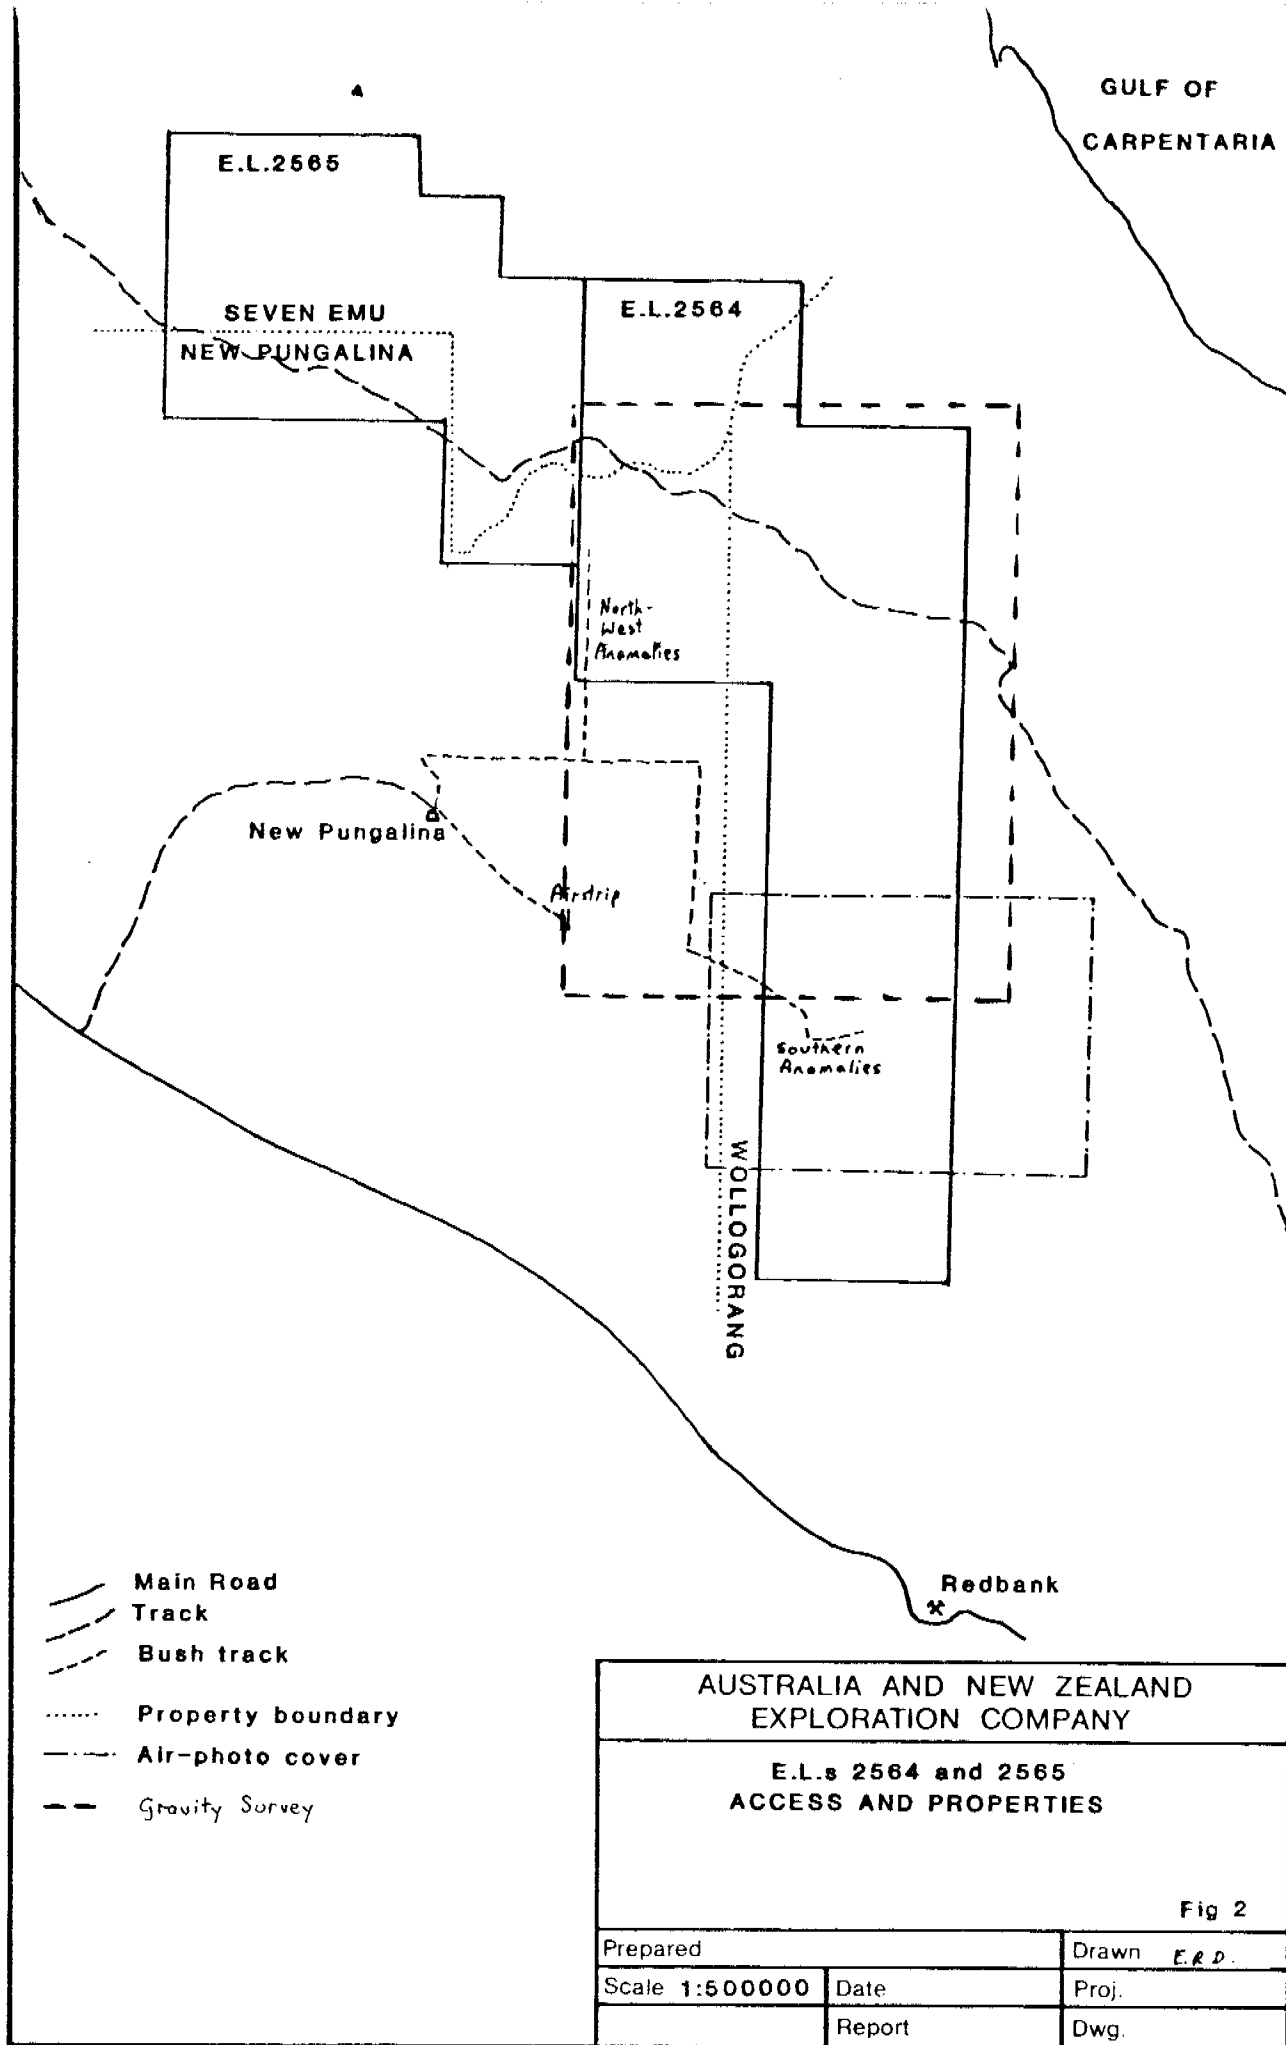 GULF OF
CARPENTARIA
E.L.2565
SEVEN EMU
NEW PUNGALINA
E.L.2564
North-
West
Anomalies
New Pungalina
Airstrip
Southern
Anomalies
WOLLOGORANG
Redbank
Main Road
Track
Bush track
Property boundary
Air-photo cover
Gravity Survey
AUSTRALIA AND NEW ZEALAND
EXPLORATION COMPANY
E.L.s 2564 and 2565
ACCESS AND PROPERTIES
Fig 2
Prepared
Drawn E.R.D.
Scale 1:500000
Date
Proj.
Report
Dwg.